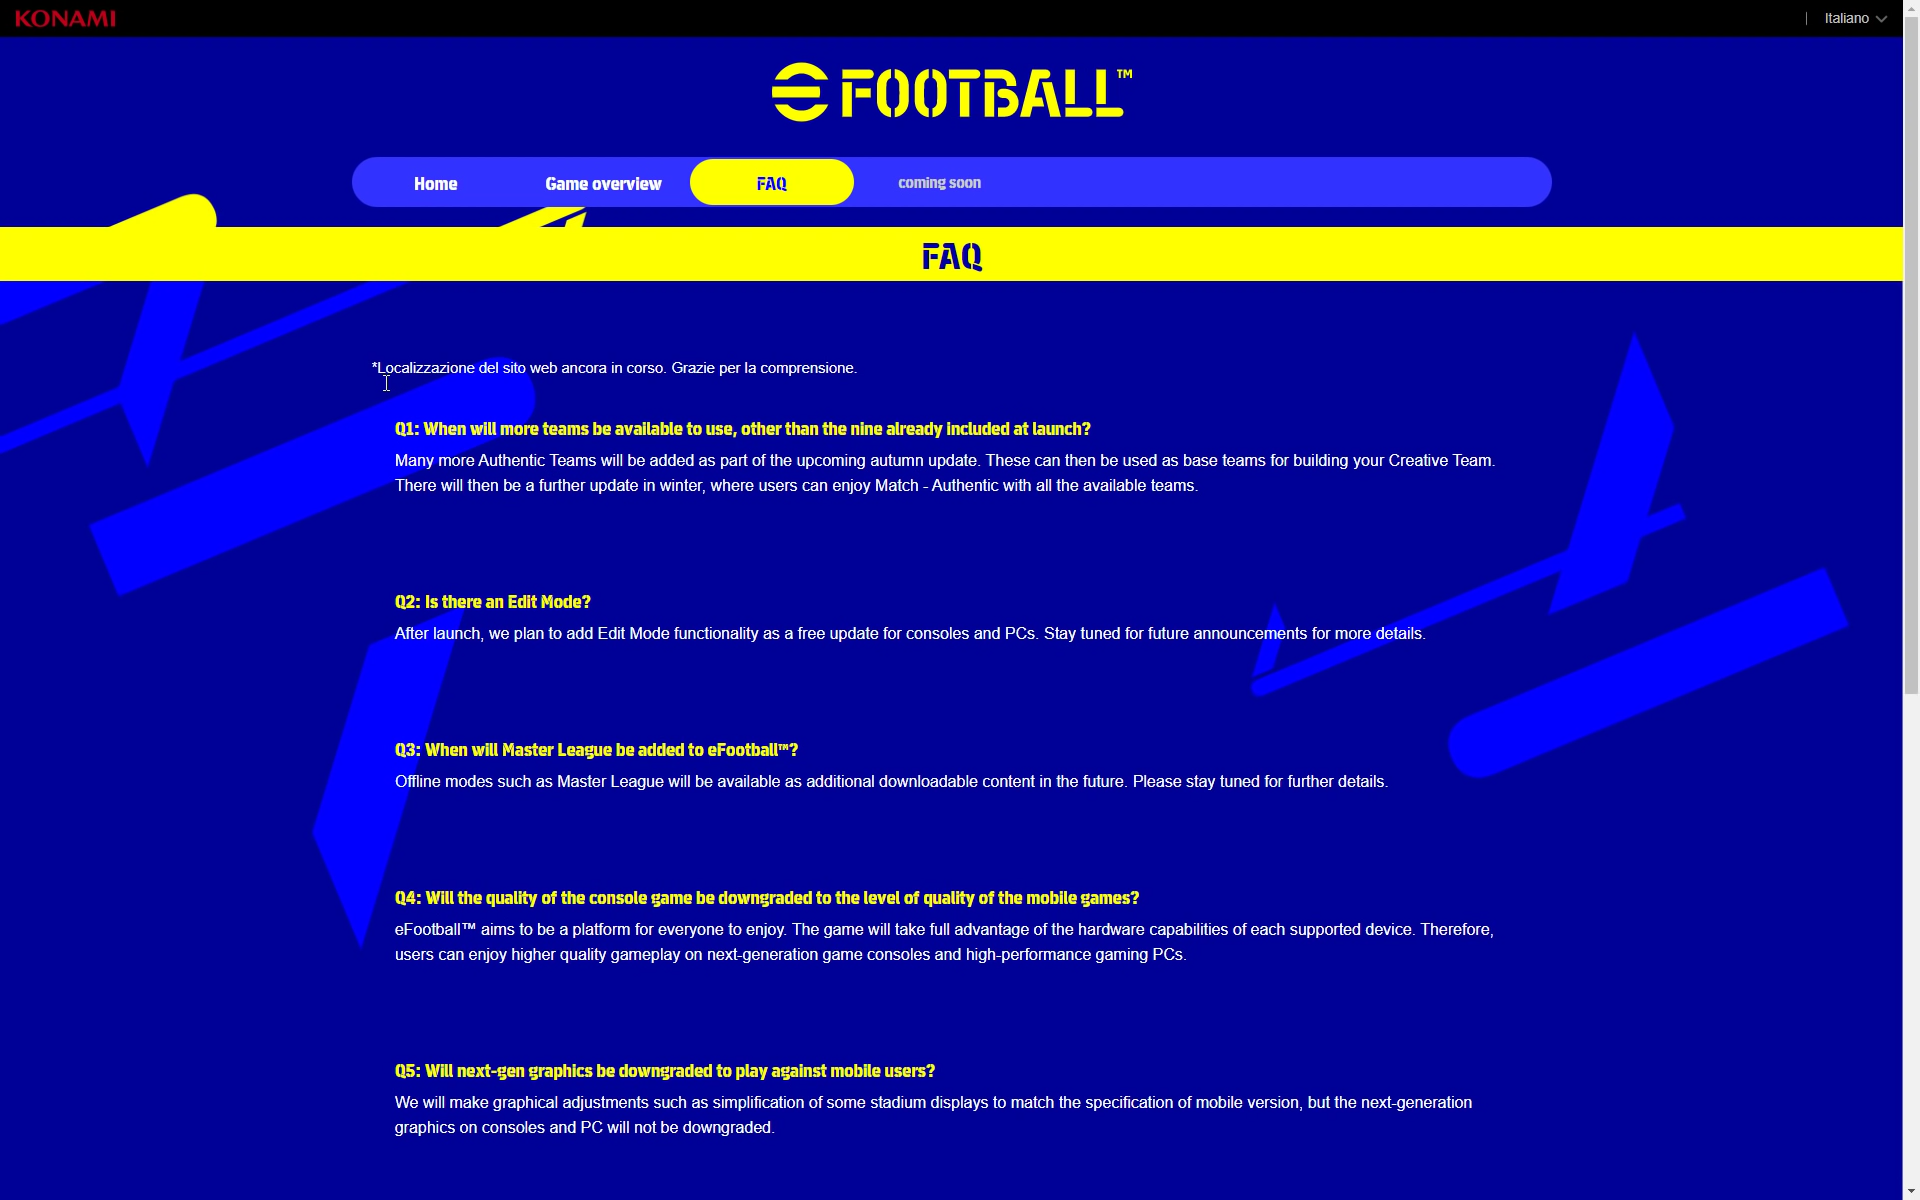 KONAMI
| Italiano
FOOTBALL™
Home Game overview FAQ coming soon
FAQ
*Localizzazione del sito web ancora in corso. Grazie per la comprensione.
Q1: When will more teams be available to use, other than the nine already included at launch?
Many more Authentic Teams will be added as part of the upcoming autumn update. These can then be used as base teams for building your Creative Team.
There will then be a further update in winter, where users can enjoy Match - Authentic with all the available teams.
Q2: Is there an Edit Mode?
After launch, we plan to add Edit Mode functionality as a free update for consoles and PCs. Stay tuned for future announcements for more details.
Q3: When will Master League be added to eFootball™?
Offline modes such as Master League will be available as additional downloadable content in the future. Please stay tuned for further details.
Q4: Will the quality of the console game be downgraded to the level of quality of the mobile games?
eFootball™ aims to be a platform for everyone to enjoy. The game will take full advantage of the hardware capabilities of each supported device. Therefore,
users can enjoy higher quality gameplay on next-generation game consoles and high-performance gaming PCs.
Q5: Will next-gen graphics be downgraded to play against mobile users?
We will make graphical adjustments such as simplification of some stadium displays to match the specification of mobile version, but the next-generation
graphics on consoles and PC will not be downgraded.